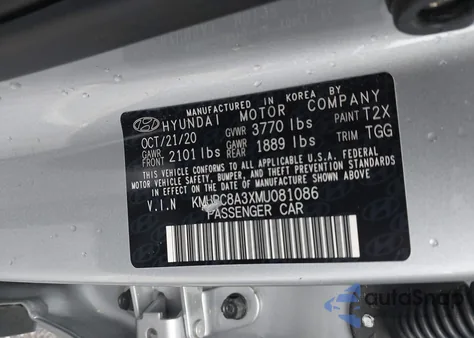 MANUFACTURED IN KOREA BY
HYUNDAI MOTOR COMPANY
OCT/21/20 GVWR 3770 lbs PAINT T2X
GAWR FRONT 2101 lbs GAWR REAR 1889 lbs TRIM TGG
THIS VEHICLE CONFORMS TO ALL APPLICABLE U.S. FEDERAL
MOTOR VEHICLE SAFETY, BUMPER, AND THEFT PREVENTION STANDARDS
IN EFFECT ON THE DATE OF MANUFACTURE SHOWN ABOVE.
V.I.N KMHRC8A3XMU081086
PASSENGER CAR
autoSnap